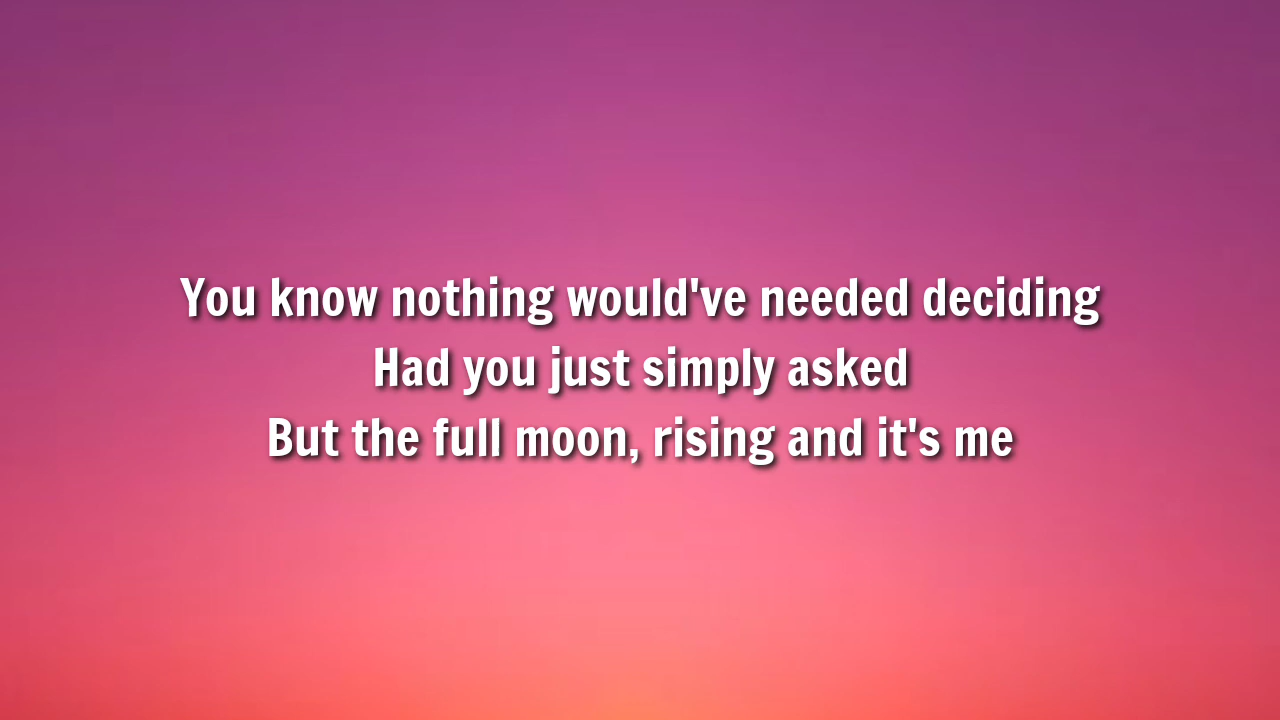 You know nothing would've needed deciding
Had you just simply asked
But the full moon, rising and it's me